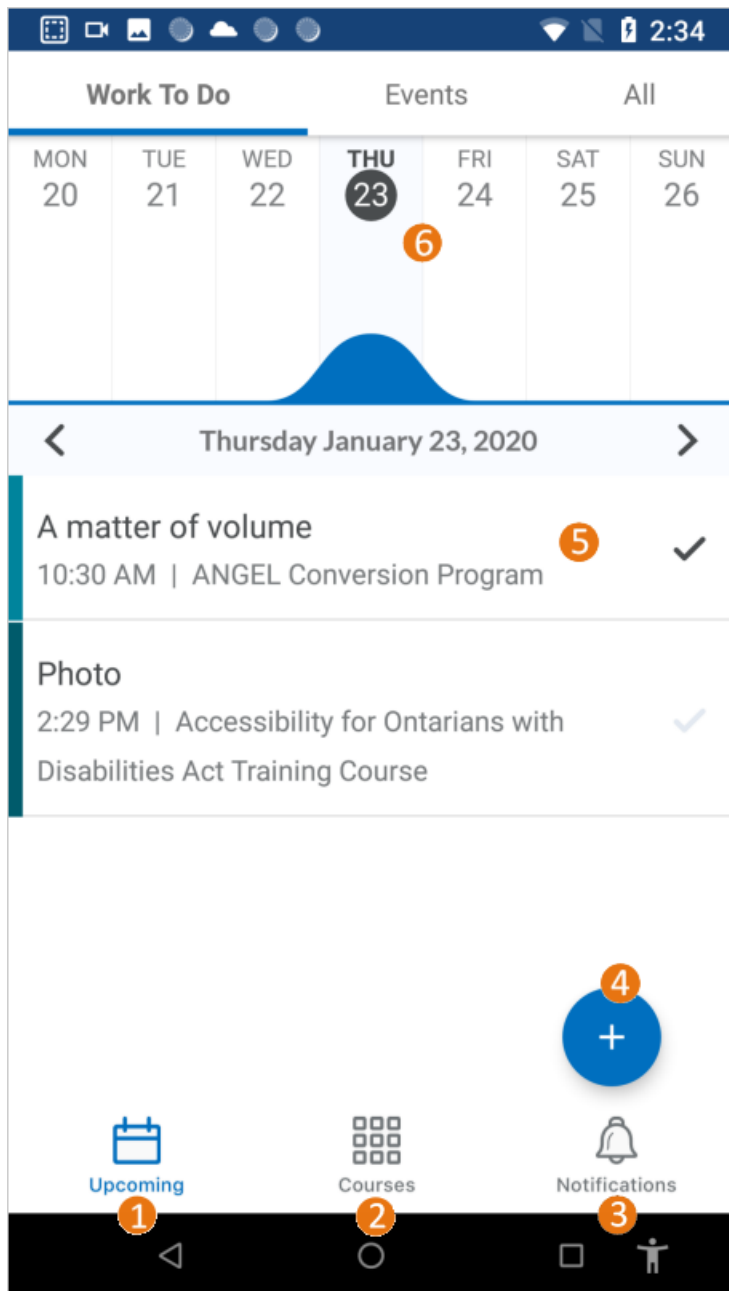 2:34
Work To Do Events All
MON TUE WED THU FRI SAT SUN
20 21 22 23 24 25 26
6
Thursday January 23, 2020
A matter of volume
5
10:30 AM | ANGEL Conversion Program
Photo
2:29 PM | Accessibility for Ontarians with
Disabilities Act Training Course
4
+
Upcoming Courses Notifications
1 2 3